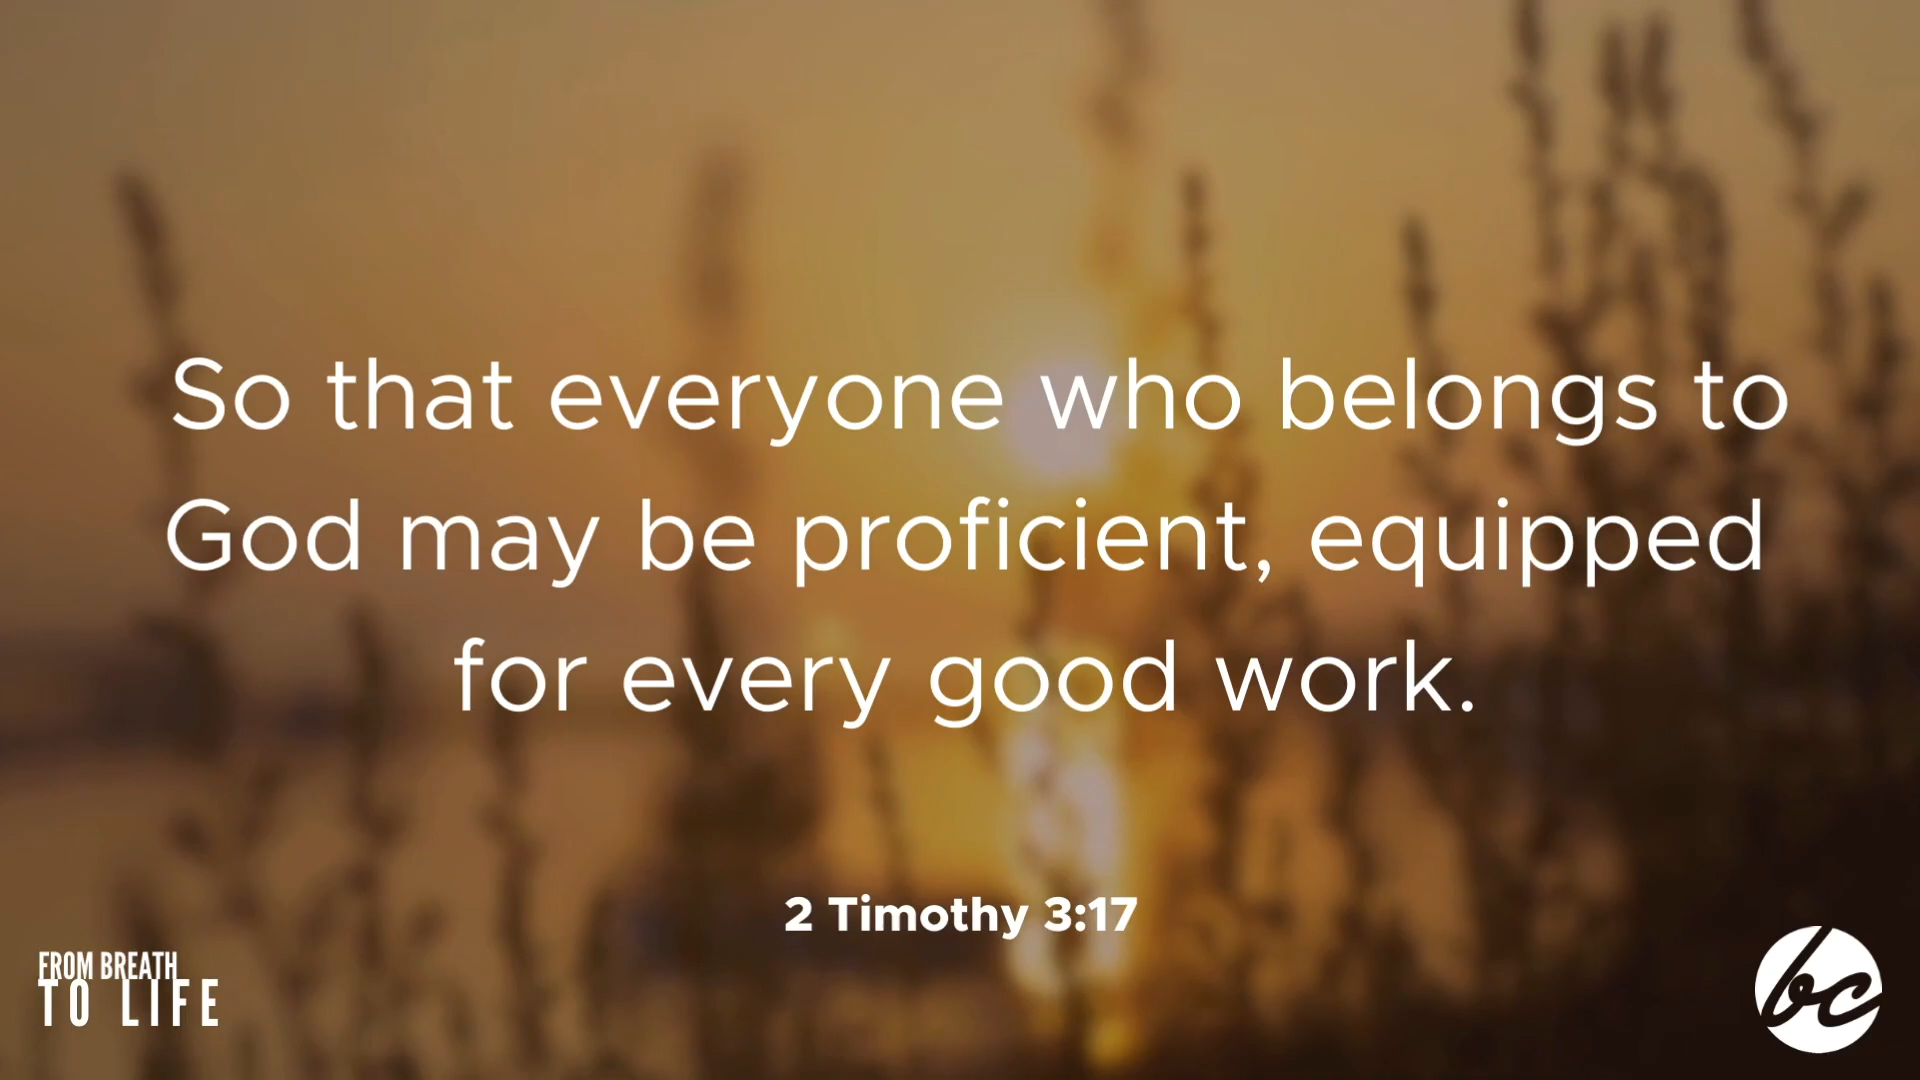 So that everyone who belongs to
God may be proficient, equipped
for every good work.
2 Timothy 3:17
FROM BREATH
TO LIFE
bc